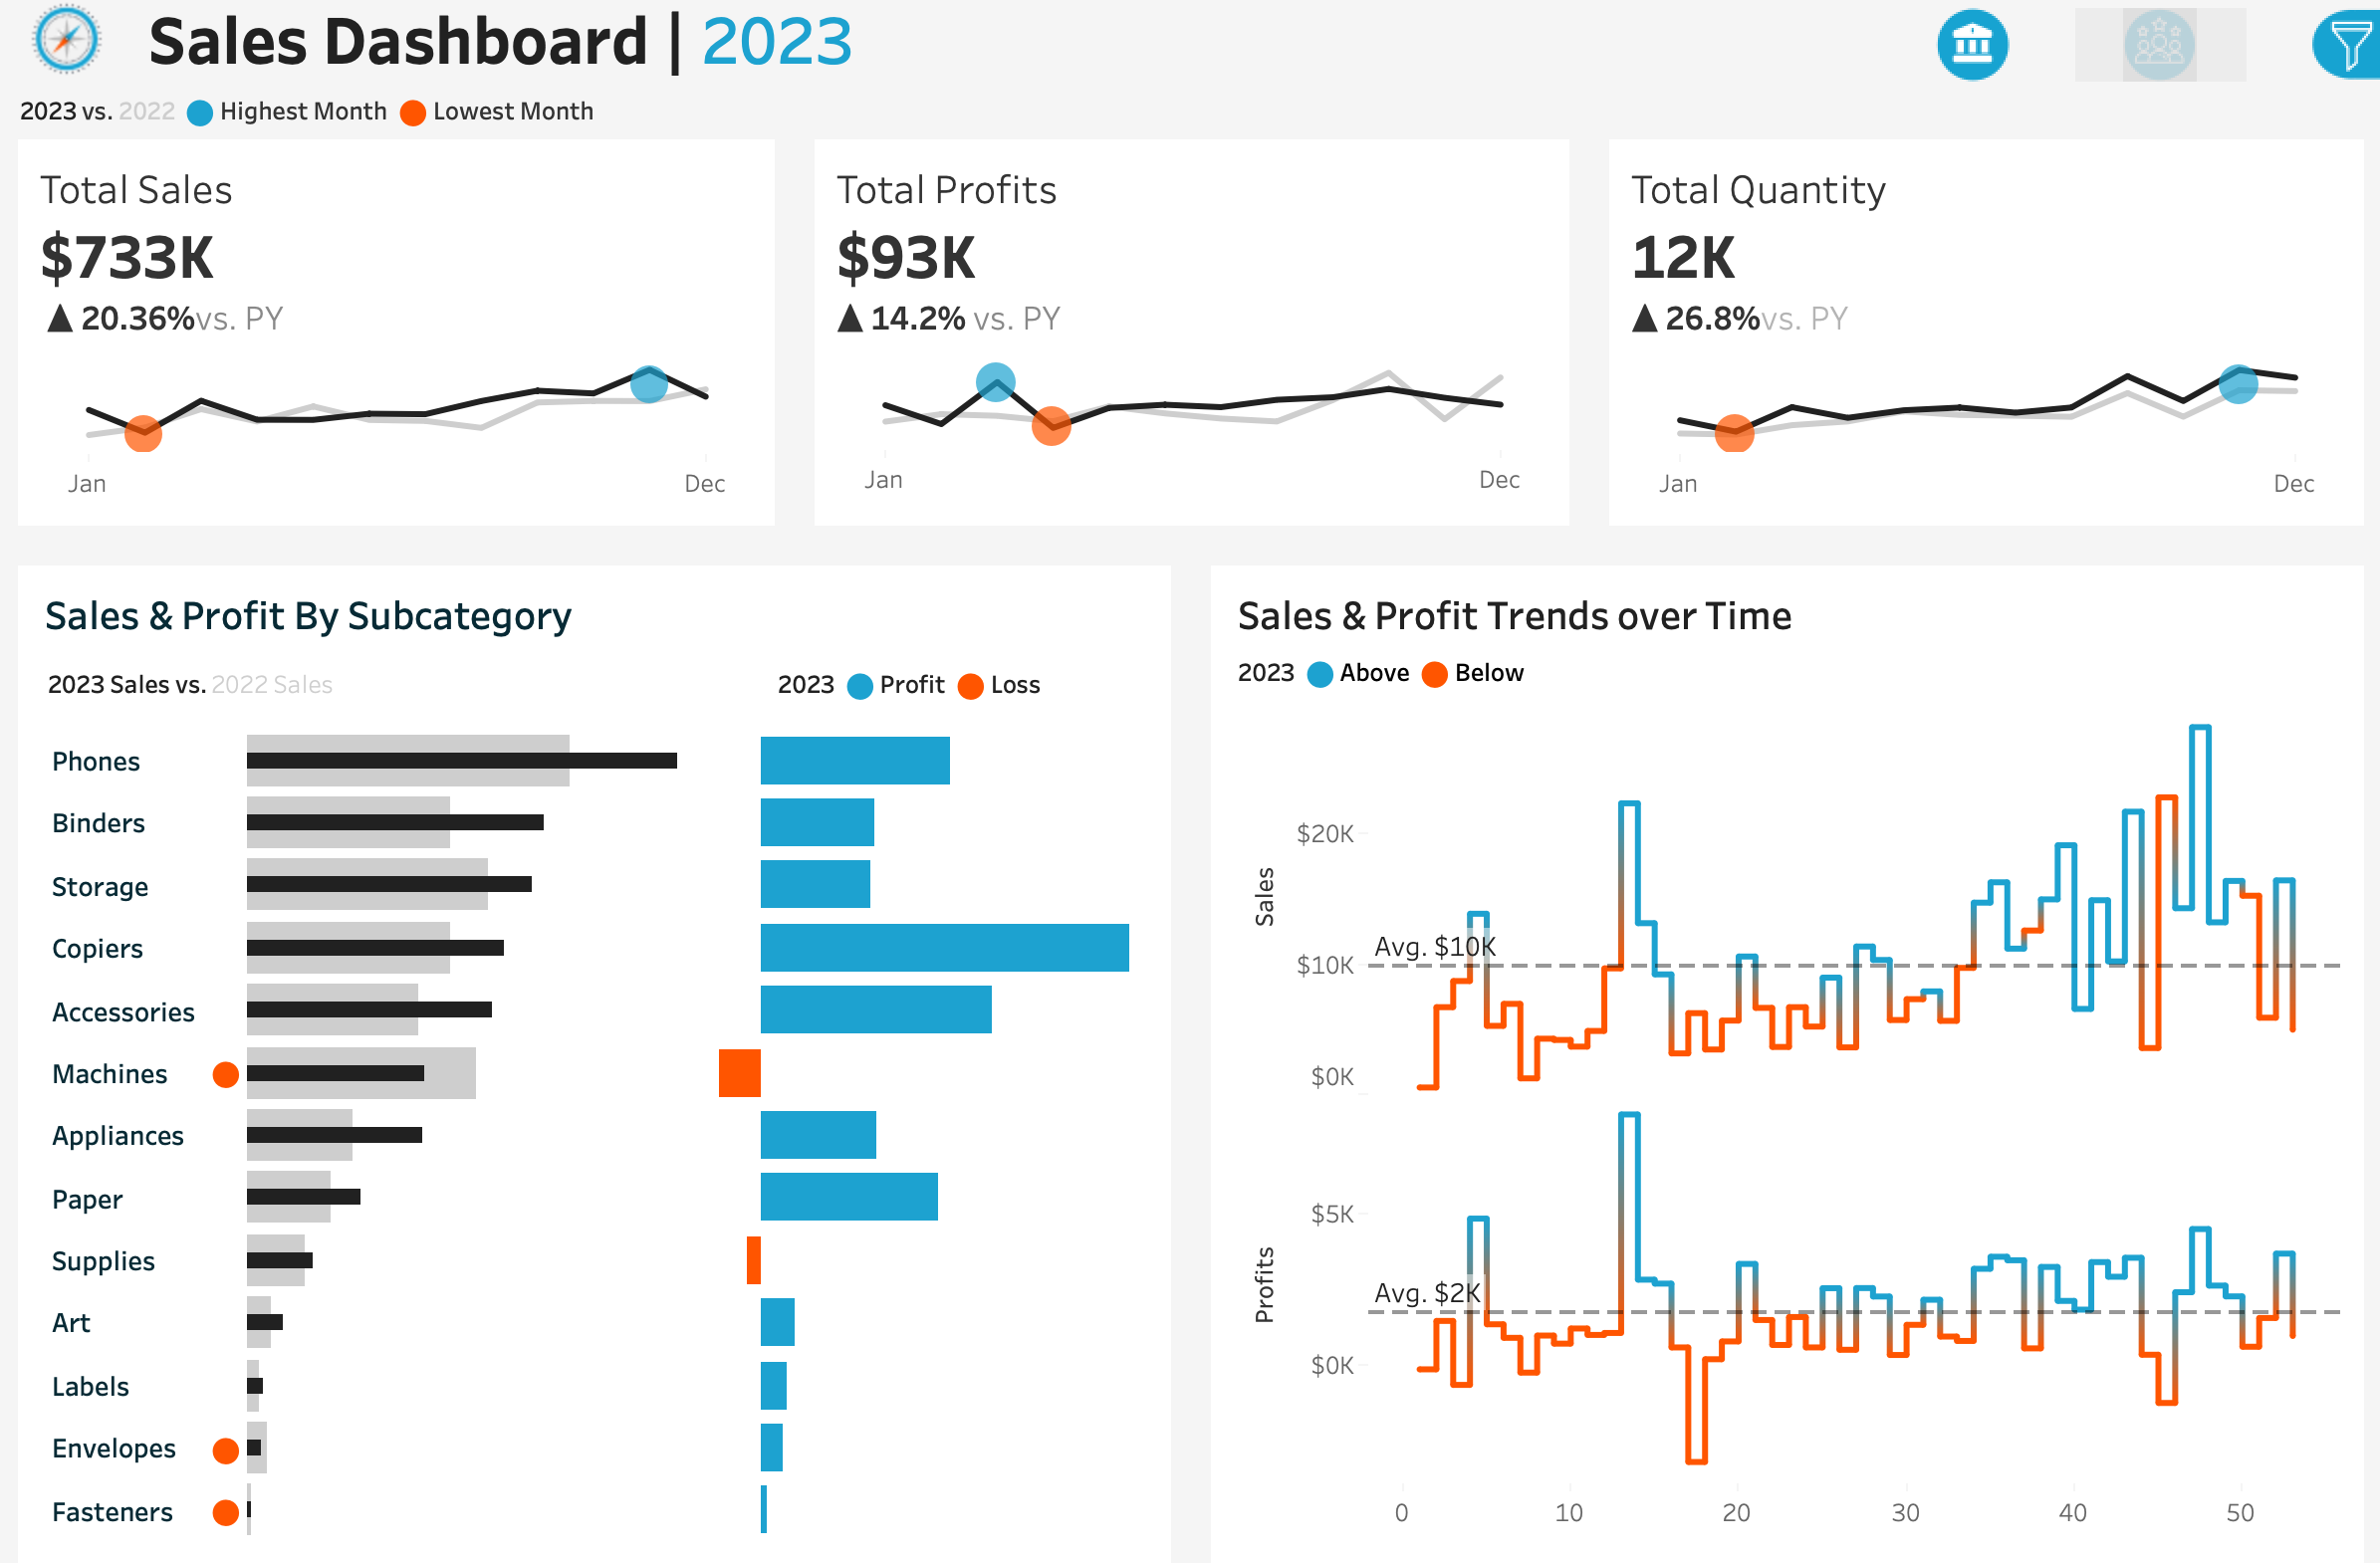 Sales Dashboard | 2023
2023 vs. 2022 Highest Month Lowest Month
Total Sales
$733K
▲ 20.36%vs. PY
Jan Dec
Total Profits
$93K
▲ 14.2% vs. PY
Jan Dec
Total Quantity
12K
▲ 26.8%vs. PY
Jan Dec
Sales & Profit By Subcategory
2023 Sales vs. 2022 Sales
2023 Profit Loss
Phones
Binders
Storage
Copiers
Accessories
Machines
Appliances
Paper
Supplies
Art
Labels
Envelopes
Fasteners
Sales & Profit Trends over Time
2023 Above Below
Sales
$20K
Avg. $10K
$10K
$0K
Profits
$5K
Avg. $2K
$0K
0 10 20 30 40 50